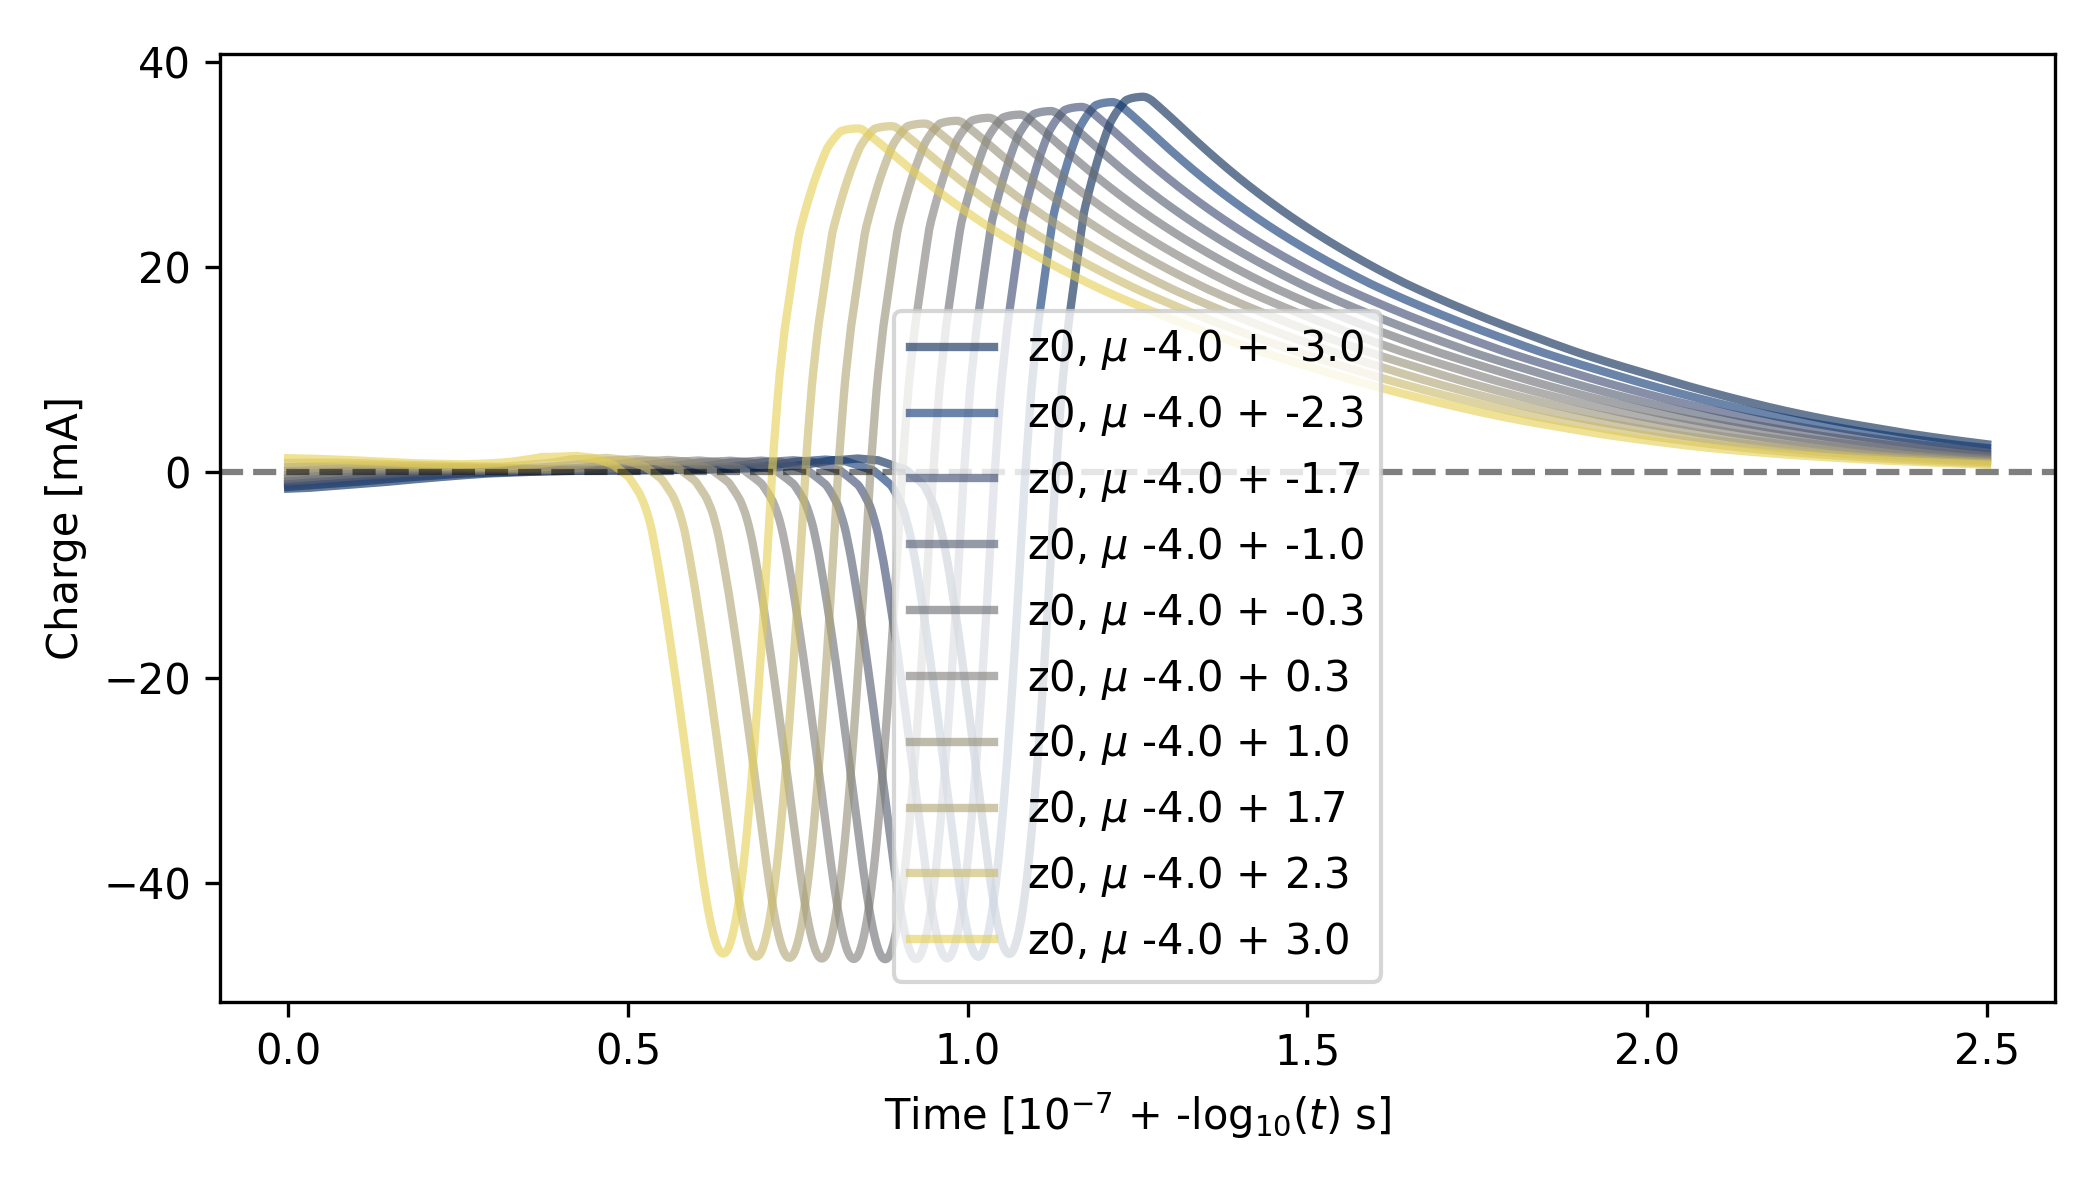 40
20
0
−20
−40
Charge [mA]
z0, μ -4.0 + -3.0
z0, μ -4.0 + -2.3
z0, μ -4.0 + -1.7
z0, μ -4.0 + -1.0
z0, μ -4.0 + -0.3
z0, μ -4.0 + 0.3
z0, μ -4.0 + 1.0
z0, μ -4.0 + 1.7
z0, μ -4.0 + 2.3
z0, μ -4.0 + 3.0
0.0 0.5 1.0 1.5 2.0 2.5
Time [10⁻⁷ + -log₁₀(t) s]